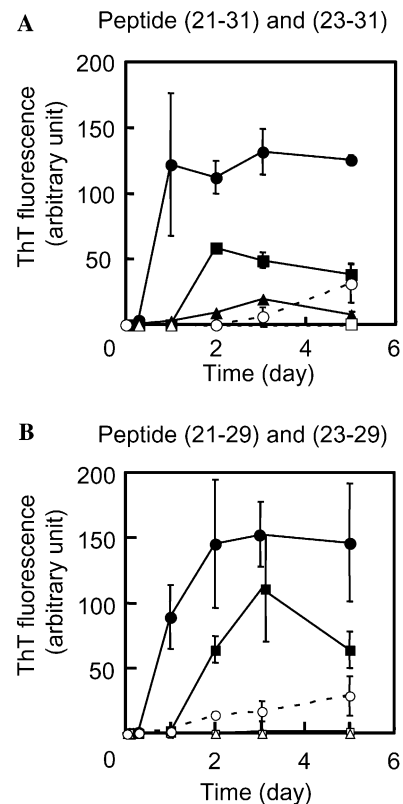 A Peptide (21-31) and (23-31)
200
150
100
50
ThT fluorescence
(arbitrary unit)
0 2 4 6
Time (day)
B Peptide (21-29) and (23-29)
200
150
100
50
ThT fluorescence
(arbitrary unit)
0 2 4 6
Time (day)